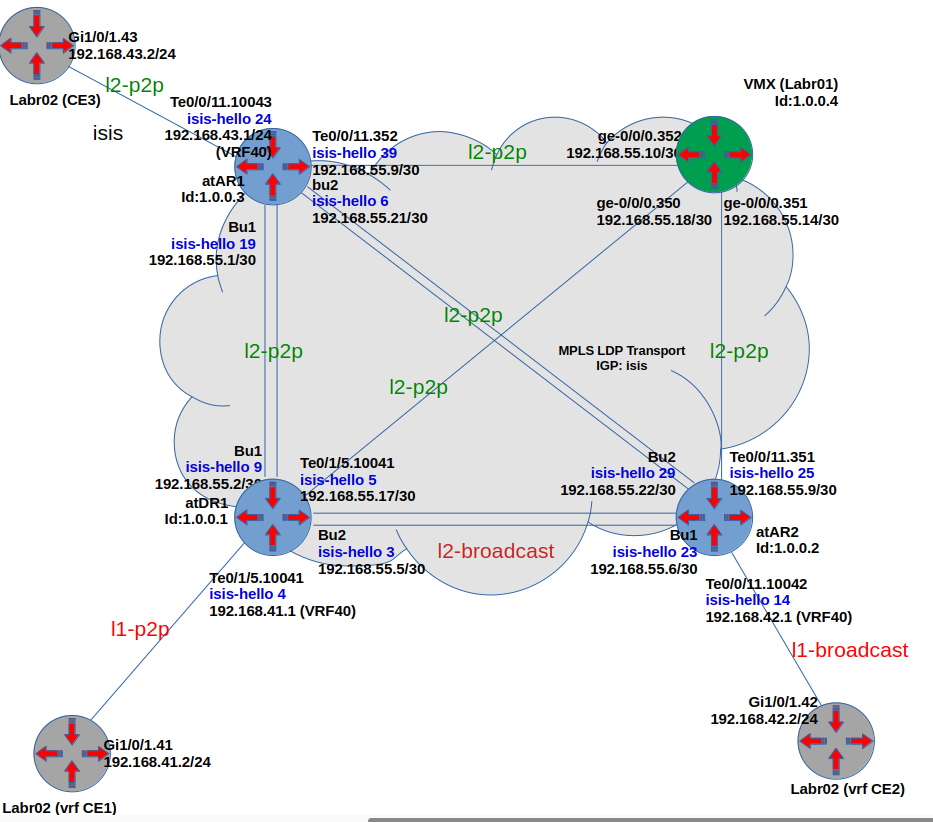 Gi1/0/1.43
192.168.43.2/24
l2-p2p
Labr02 (CE3)
isis
Te0/0/11.10043
isis-hello 24
192.168.43.1/24
(VRF40)
atAR1
Id:1.0.0.3
Te0/0/11.352
isis-hello 39
192.168.55.9/30
bu2
isis-hello 6
192.168.55.21/30
l2-p2p
VMX (Labr01)
Id:1.0.0.4
ge-0/0/0.352
192.168.55.10/30
ge-0/0/0.350
192.168.55.18/30
ge-0/0/0.351
192.168.55.14/30
Bu1
isis-hello 19
192.168.55.1/30
l2-p2p
l2-p2p
l2-p2p
MPLS LDP Transport
IGP: isis
l2-p2p
Bu1
isis-hello 9
192.168.55.2/30
atDR1
Id:1.0.0.1
Te0/1/5.10041
isis-hello 5
192.168.55.17/30
Bu2
isis-hello 29
192.168.55.22/30
Te0/0/11.351
isis-hello 25
192.168.55.9/30
Bu2
isis-hello 3
192.168.55.5/30
l2-broadcast
Bu1
isis-hello 23
192.168.55.6/30
atAR2
Id:1.0.0.2
Te0/1/5.10041
isis-hello 4
192.168.41.1 (VRF40)
Te0/0/11.10042
isis-hello 14
192.168.42.1 (VRF40)
l1-p2p
l1-broadcast
Gi1/0/1.41
192.168.41.2/24
Labr02 (vrf CE1)
Gi1/0/1.42
192.168.42.2/24
Labr02 (vrf CE2)